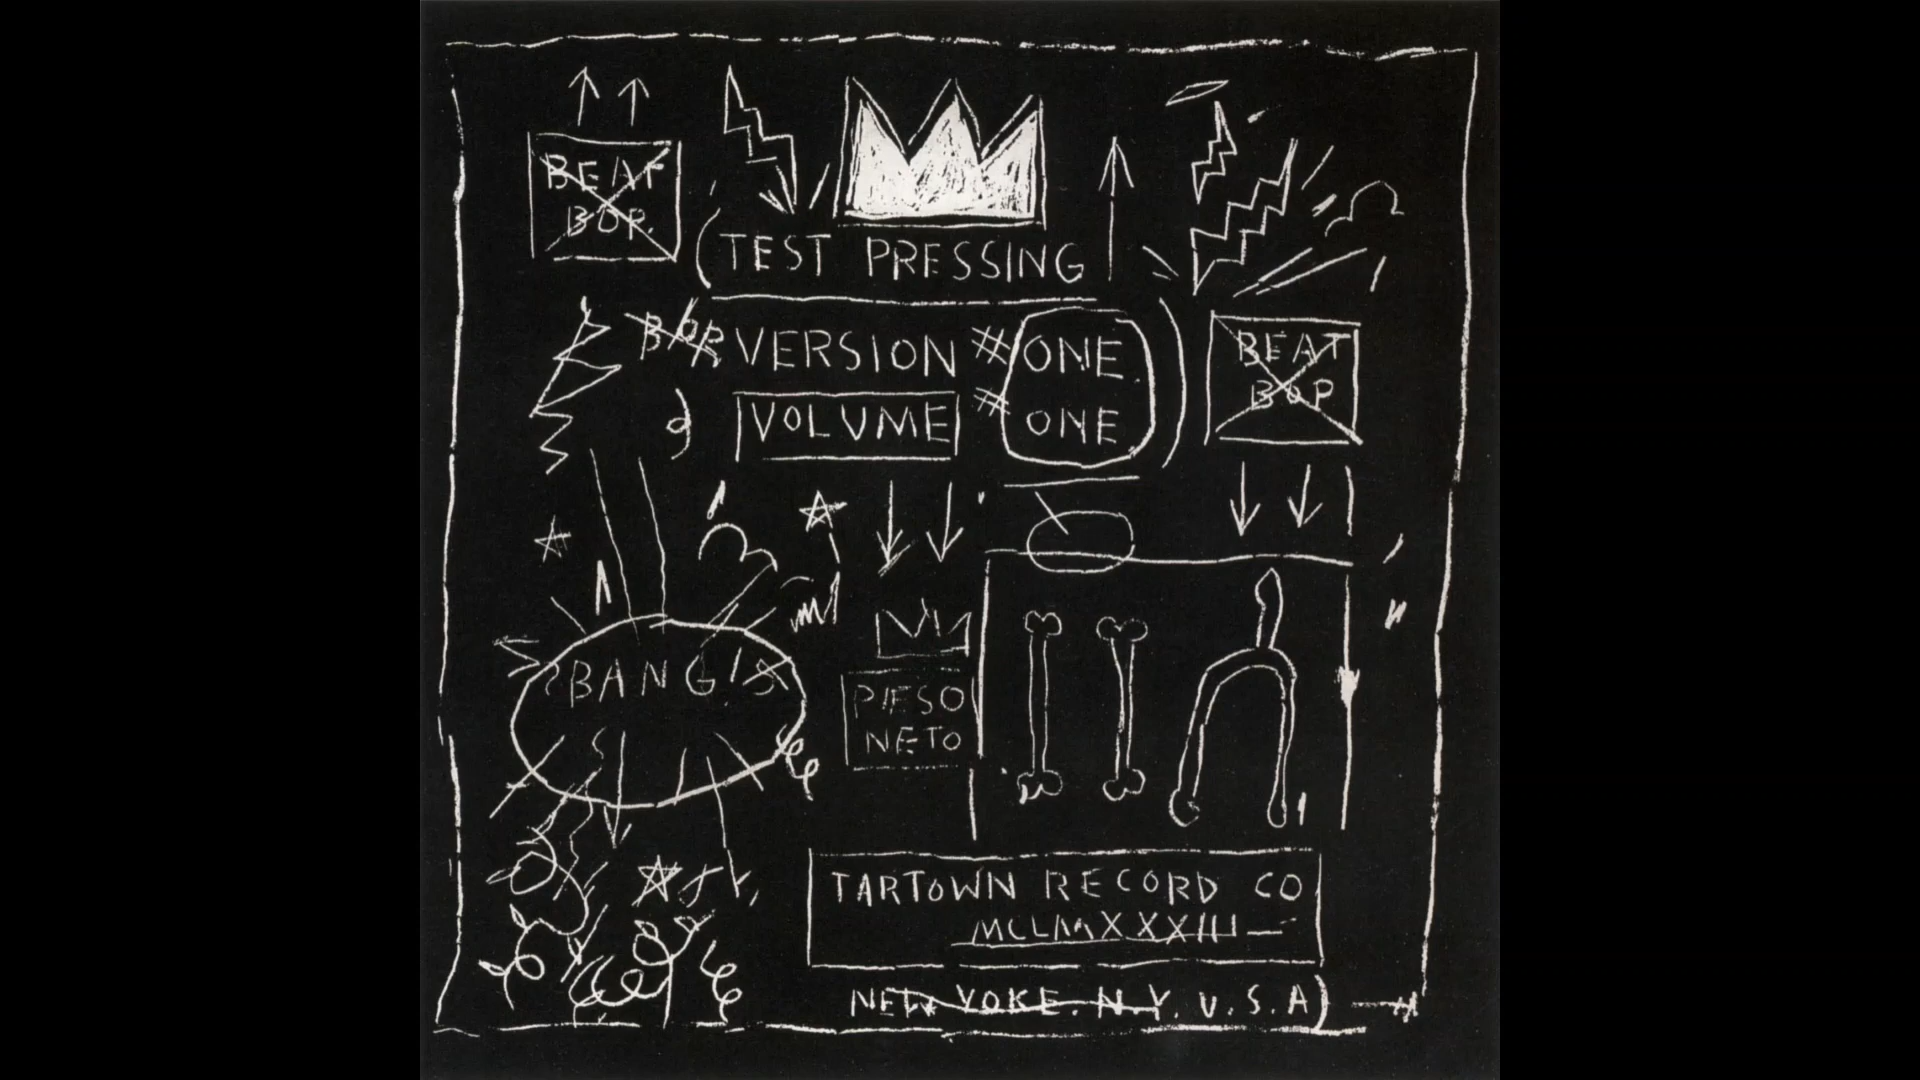 BEAT
BOP.
(TEST PRESSING
BOP VERSION # ONE
VOLUME # ONE)
BEAT
BOP
BANG!
PESO
NETO
TARTOWN RECORD CO
MCLMXXXIII
NEW YOKE. N.Y. U.S.A)